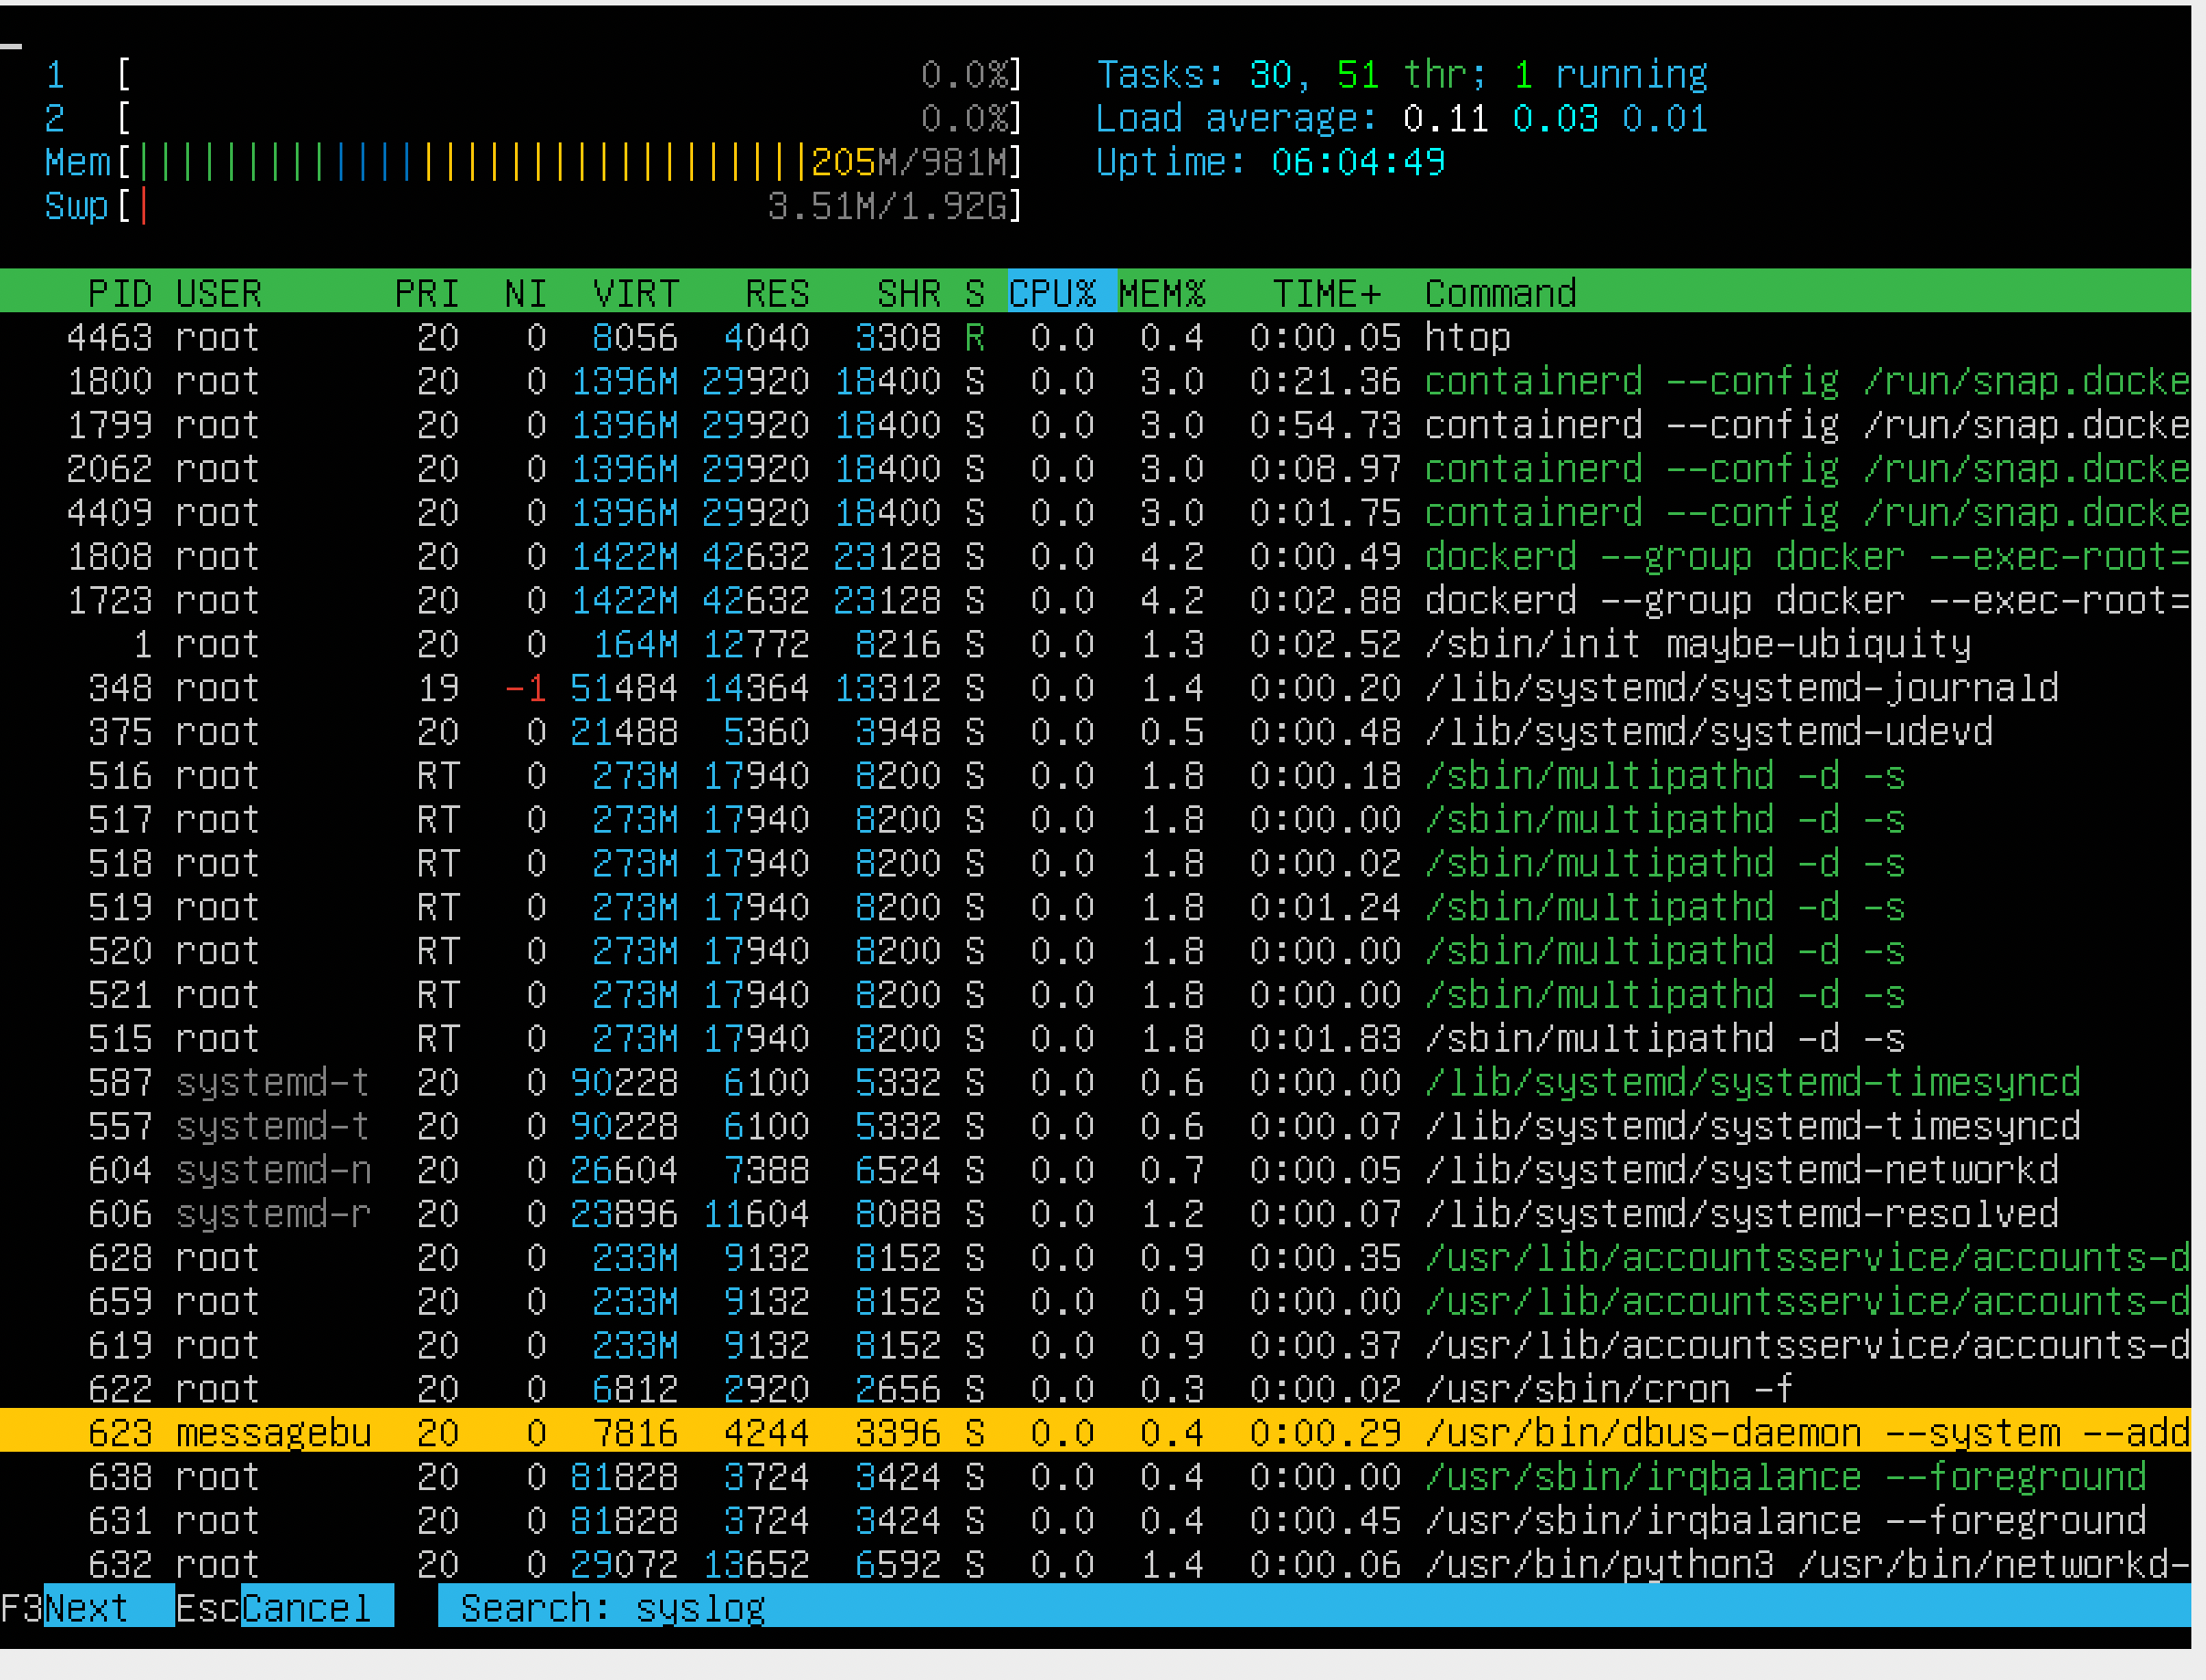 1 [ 0.0%] Tasks: 30, 51 thr; 1 running
2 [ 0.0%] Load average: 0.11 0.03 0.01
Mem[|||||||||||||||||||||||||||||||205M/981M] Uptime: 06:04:49
Swp[| 3.51M/1.92G]
PID USER PRI NI VIRT RES SHR S CPU% MEM% TIME+ Command
4463 root 20 0 8056 4040 3308 R 0.0 0.4 0:00.05 htop
1800 root 20 0 1396M 29920 18400 S 0.0 3.0 0:21.36 containerd --config /run/snap.docke
1799 root 20 0 1396M 29920 18400 S 0.0 3.0 0:54.73 containerd --config /run/snap.docke
2062 root 20 0 1396M 29920 18400 S 0.0 3.0 0:08.97 containerd --config /run/snap.docke
4409 root 20 0 1396M 29920 18400 S 0.0 3.0 0:01.75 containerd --config /run/snap.docke
1808 root 20 0 1422M 42632 23128 S 0.0 4.2 0:00.49 dockerd --group docker --exec-root=
1723 root 20 0 1422M 42632 23128 S 0.0 4.2 0:02.88 dockerd --group docker --exec-root=
1 root 20 0 164M 12772 8216 S 0.0 1.3 0:02.52 /sbin/init maybe-ubiquity
348 root 19 -1 51484 14364 13312 S 0.0 1.4 0:00.20 /lib/systemd/systemd-journald
375 root 20 0 21488 5360 3948 S 0.0 0.5 0:00.48 /lib/systemd/systemd-udevd
516 root RT 0 273M 17940 8200 S 0.0 1.8 0:00.18 /sbin/multipathd -d -s
517 root RT 0 273M 17940 8200 S 0.0 1.8 0:00.00 /sbin/multipathd -d -s
518 root RT 0 273M 17940 8200 S 0.0 1.8 0:00.02 /sbin/multipathd -d -s
519 root RT 0 273M 17940 8200 S 0.0 1.8 0:01.24 /sbin/multipathd -d -s
520 root RT 0 273M 17940 8200 S 0.0 1.8 0:00.00 /sbin/multipathd -d -s
521 root RT 0 273M 17940 8200 S 0.0 1.8 0:00.00 /sbin/multipathd -d -s
515 root RT 0 273M 17940 8200 S 0.0 1.8 0:01.83 /sbin/multipathd -d -s
587 systemd-t 20 0 90228 6100 5332 S 0.0 0.6 0:00.00 /lib/systemd/systemd-timesyncd
557 systemd-t 20 0 90228 6100 5332 S 0.0 0.6 0:00.07 /lib/systemd/systemd-timesyncd
604 systemd-n 20 0 26604 7388 6524 S 0.0 0.7 0:00.05 /lib/systemd/systemd-networkd
606 systemd-r 20 0 23896 11604 8088 S 0.0 1.2 0:00.07 /lib/systemd/systemd-resolved
628 root 20 0 233M 9132 8152 S 0.0 0.9 0:00.35 /usr/lib/accountsservice/accounts-d
659 root 20 0 233M 9132 8152 S 0.0 0.9 0:00.00 /usr/lib/accountsservice/accounts-d
619 root 20 0 233M 9132 8152 S 0.0 0.9 0:00.37 /usr/lib/accountsservice/accounts-d
622 root 20 0 6812 2920 2656 S 0.0 0.3 0:00.02 /usr/sbin/cron -f
623 messagebu 20 0 7816 4244 3396 S 0.0 0.4 0:00.29 /usr/bin/dbus-daemon --system --add
638 root 20 0 81828 3724 3424 S 0.0 0.4 0:00.00 /usr/sbin/irqbalance --foreground
631 root 20 0 81828 3724 3424 S 0.0 0.4 0:00.45 /usr/sbin/irqbalance --foreground
632 root 20 0 29072 13652 6592 S 0.0 1.4 0:00.06 /usr/bin/python3 /usr/bin/networkd-
F3Next EscCancel Search: syslog